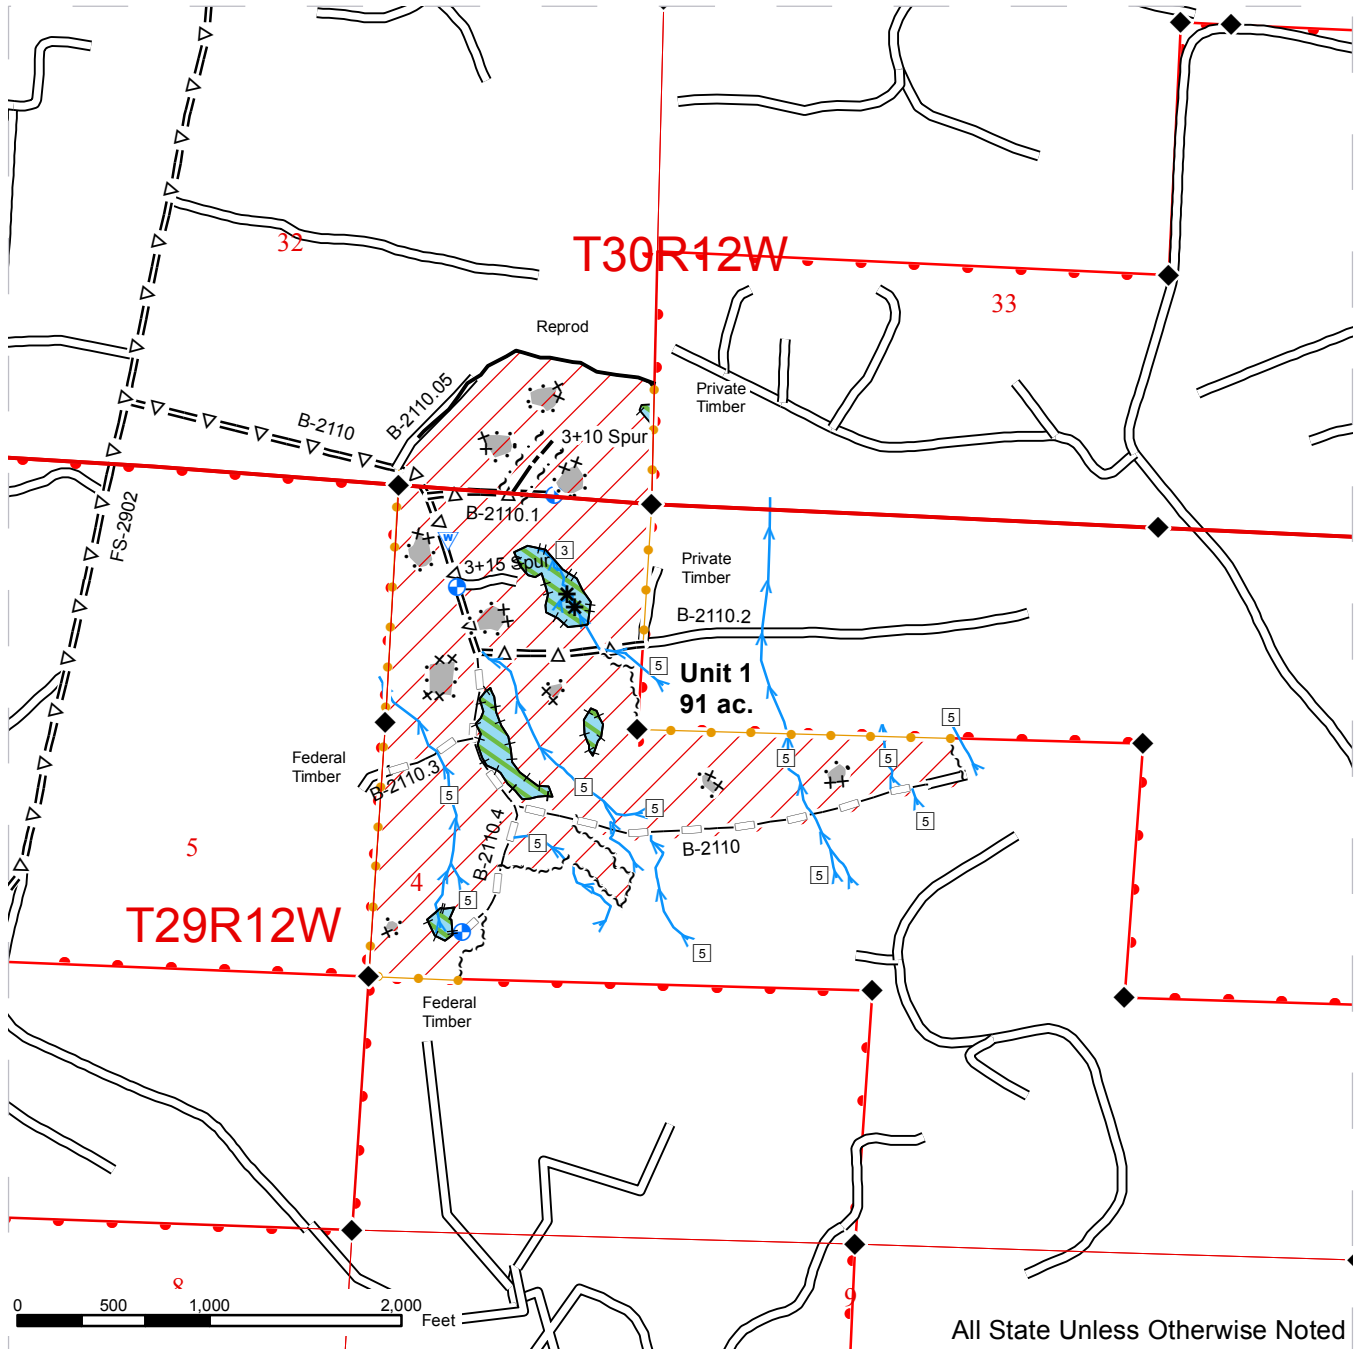 32
T30R12W
33
Reprod
B-2110.05
Private
Timber
B-2110
3+10 Spur
FS-2902
B-2110.1
W
3
3+15 Spur
Private
Timber
B-2110.2
5
Unit 1
91 ac.
5
Federal
Timber
B-2110.3
5
5
5
5
5
5
5
B-2110.4
5
B-2110
5
5
4
5
T29R12W
5
Federal
Timber
8
9
0 500 1,000 2,000
Feet
All State Unless Otherwise Noted